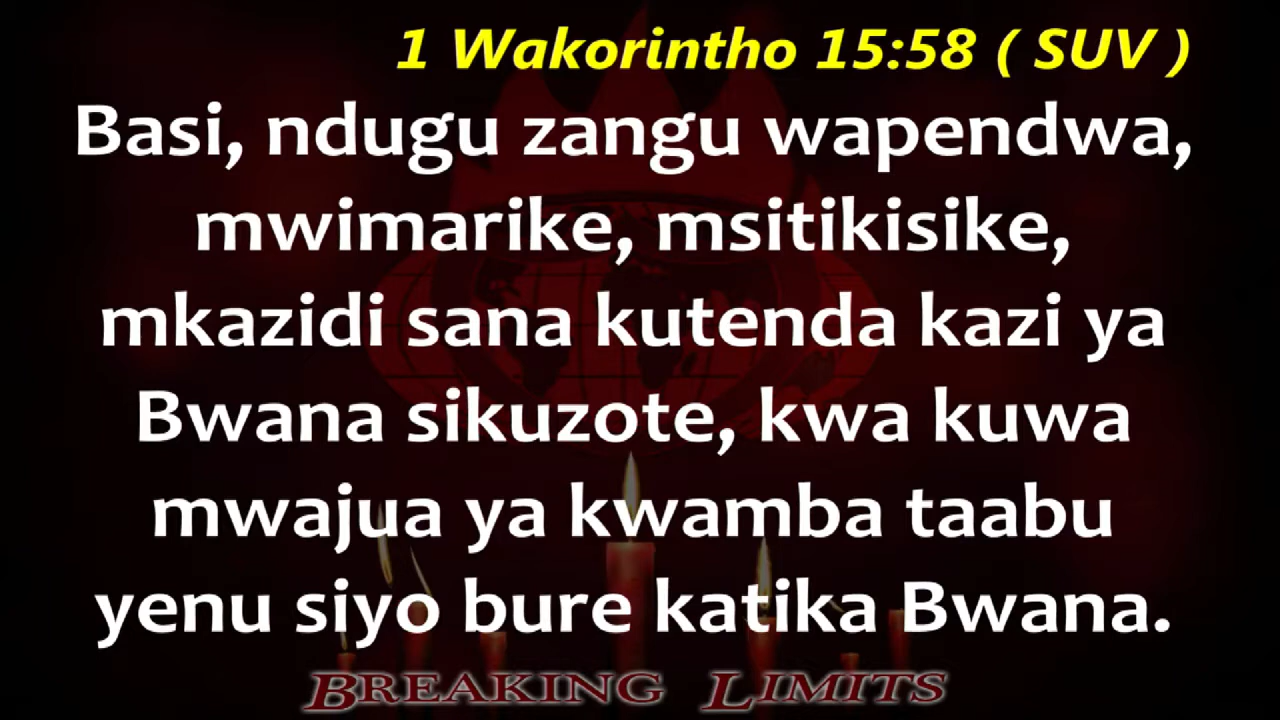 1 Wakorintho 15:58 ( SUV )
Basi, ndugu zangu wapendwa,
mwimarike, msitikisike,
mkazidi sana kutenda kazi ya
Bwana sikuzote, kwa kuwa
mwajua ya kwamba taabu
yenu siyo bure katika Bwana.
BREAKING LIMITS